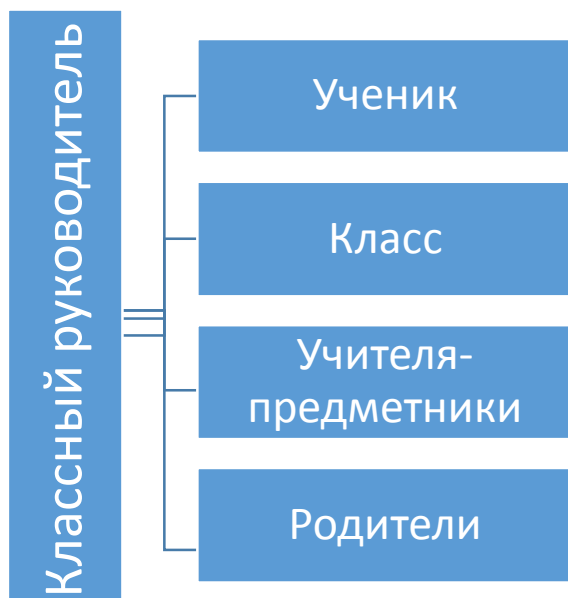 Классный руководитель
Ученик
Класс
Учителя-
предметники
Родители